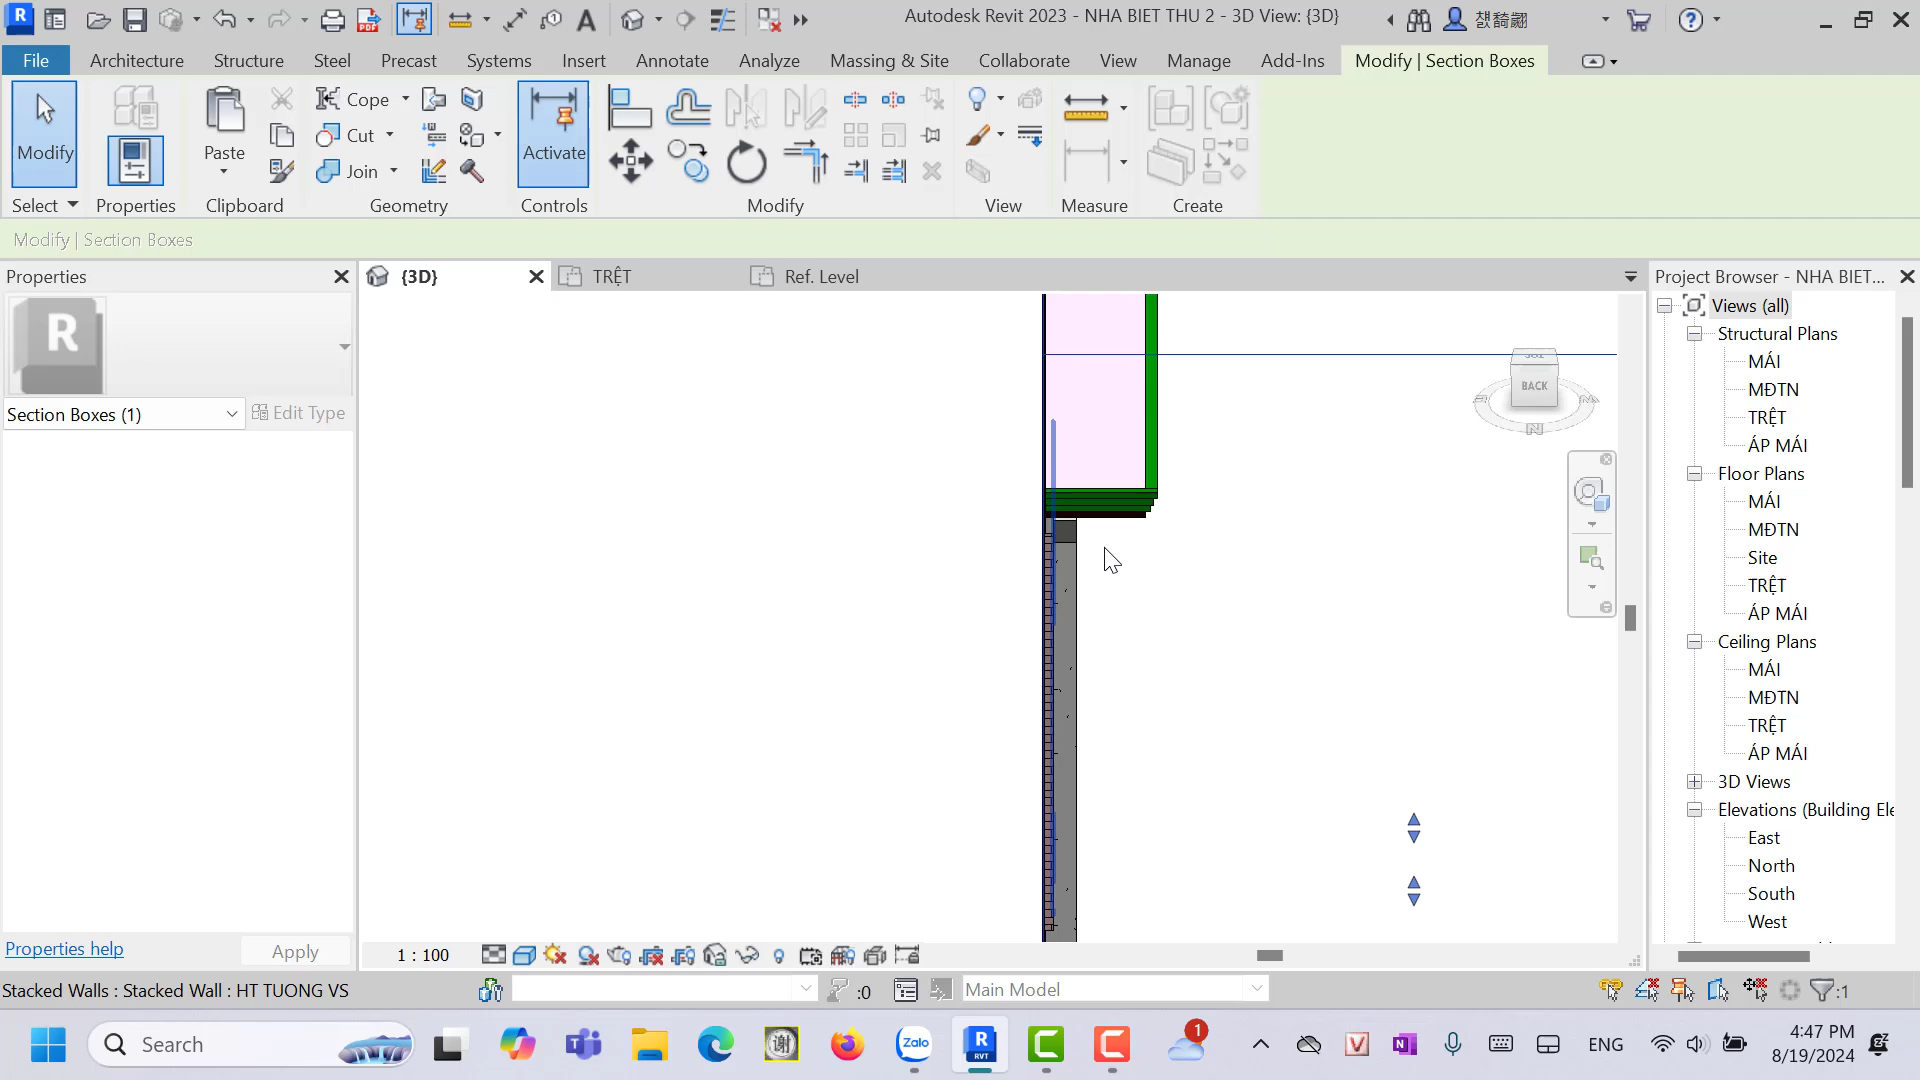 Autodesk Revit 2023 - NHA BIET THU 2 - 3D View: {3D}
File Architecture Structure Steel Precast Systems Insert Annotate Analyze Massing & Site Collaborate View Manage Add-Ins Modify | Section Boxes
Modify
Paste
Cope
Cut
Join
Activate
Select Properties Clipboard Geometry Controls Modify View Measure Create
Modify | Section Boxes
Properties
{3D}
TRỆT
Ref. Level
Project Browser - NHA BIET...
R
Section Boxes (1)
Edit Type
Properties help
Apply
BACK
Views (all)
Structural Plans
MÁI
MĐTN
TRỆT
ÁP MÁI
Floor Plans
MÁI
MĐTN
Site
TRỆT
ÁP MÁI
Ceiling Plans
MÁI
MĐTN
TRỆT
ÁP MÁI
3D Views
Elevations (Building Ele
East
North
South
West
1 : 100
Stacked Walls : Stacked Wall : HT TUONG VS
:0
Main Model
:1
Search
Zalo
R
RVT
1
ENG
4:47 PM
8/19/2024